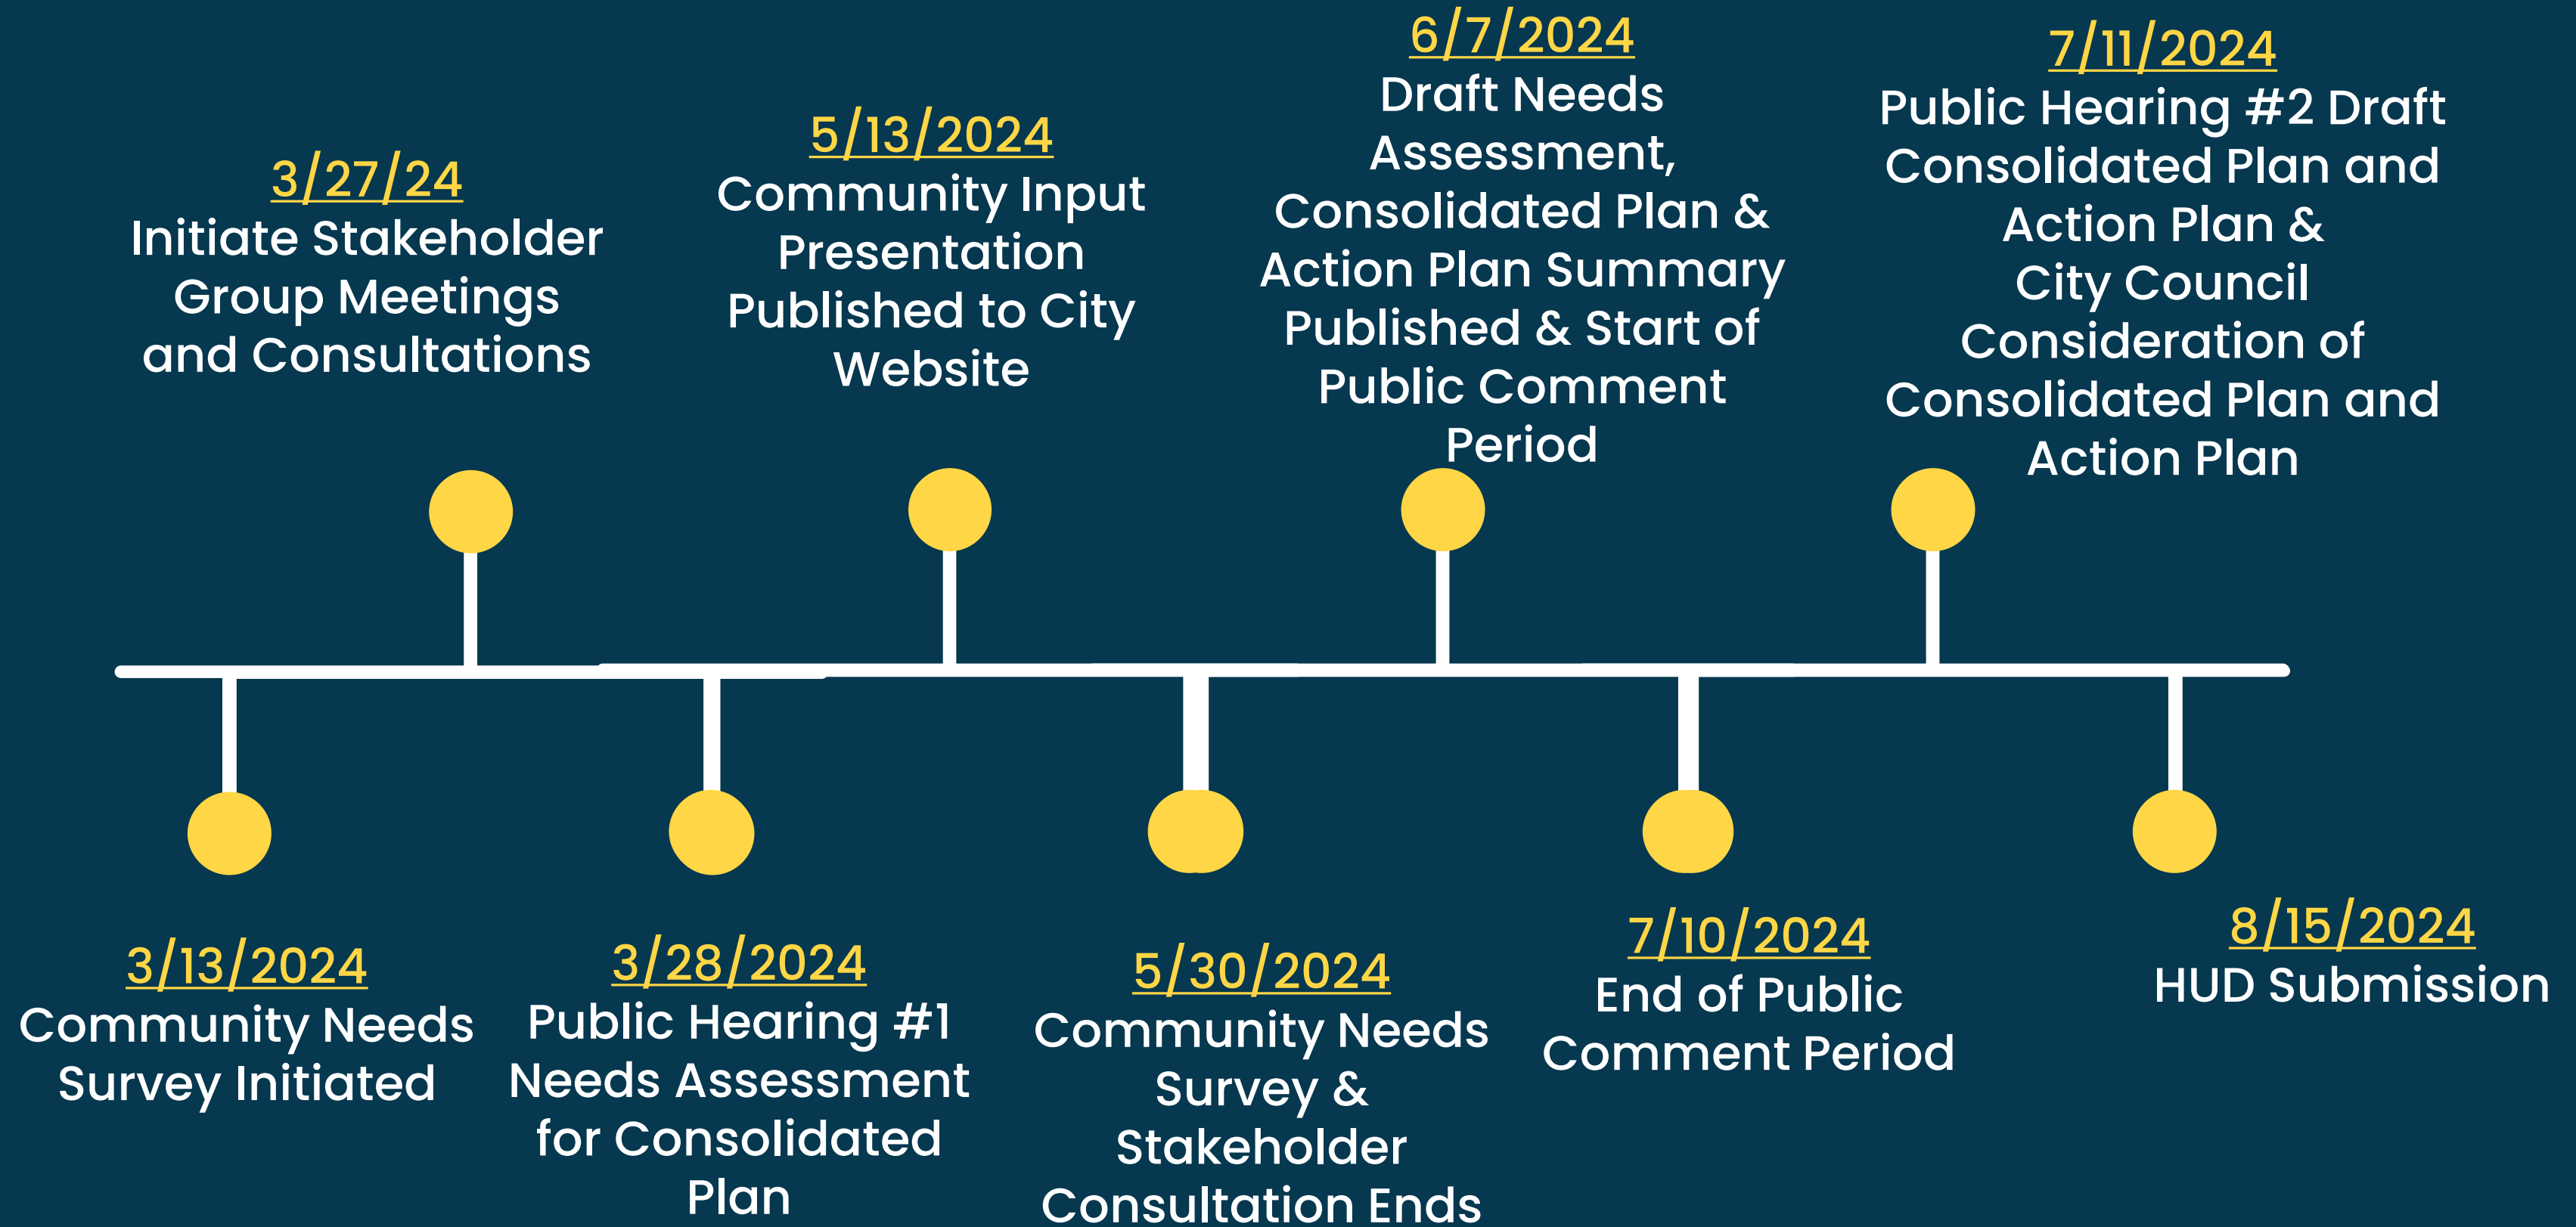 3/27/24
Initiate Stakeholder
Group Meetings
and Consultations
5/13/2024
Community Input
Presentation
Published to City
Website
6/7/2024
Draft Needs
Assessment,
Consolidated Plan &
Action Plan Summary
Published & Start of
Public Comment
Period
7/11/2024
Public Hearing #2 Draft
Consolidated Plan and
Action Plan &
City Council
Consideration of
Consolidated Plan and
Action Plan
3/13/2024
Community Needs
Survey Initiated
3/28/2024
Public Hearing #1
Needs Assessment
for Consolidated
Plan
5/30/2024
Community Needs
Survey &
Stakeholder
Consultation Ends
7/10/2024
End of Public
Comment Period
8/15/2024
HUD Submission